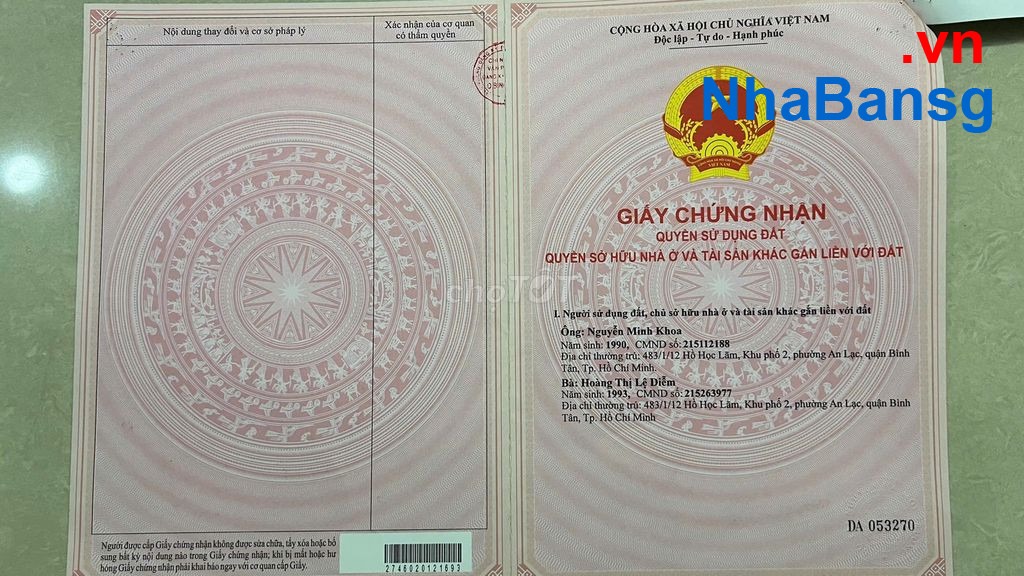 Nội dung thay đổi và cơ sở pháp lý
Xác nhận của cơ quan
có thẩm quyền
Người được cấp Giấy chứng nhận không được sửa chữa, tẩy xóa hoặc bổ
sung bất kỳ nội dung nào trong Giấy chứng nhận; khi bị mất hoặc hư
hỏng Giấy chứng nhận phải khai báo ngay với cơ quan cấp Giấy.
2746020121693
CỘNG HÒA XÃ HỘI CHỦ NGHĨA VIỆT NAM
Độc lập - Tự do - Hạnh phúc
.vn
NhaBansg
VIỆT NAM
GIẤY CHỨNG NHẬN
QUYỀN SỬ DỤNG ĐẤT
QUYỀN SỞ HỮU NHÀ Ở VÀ TÀI SẢN KHÁC GẮN LIỀN VỚI ĐẤT
choTOT
I. Người sử dụng đất, chủ sở hữu nhà ở và tài sản khác gắn liền với đất
Ông: Nguyễn Minh Khoa
Năm sinh: 1990, CMND số: 215112188
Địa chỉ thường trú: 483/1/12 Hồ Học Lãm, Khu phố 2, phường An Lạc, quận Bình
Tân, Tp. Hồ Chí Minh.
Bà: Hoàng Thị Lệ Diễm
Năm sinh: 1993, CMND số: 215263977
Địa chỉ thường trú: 483/1/12 Hồ Học Lãm, Khu phố 2, phường An Lạc, quận Bình
Tân, Tp. Hồ Chí Minh
DA 053270